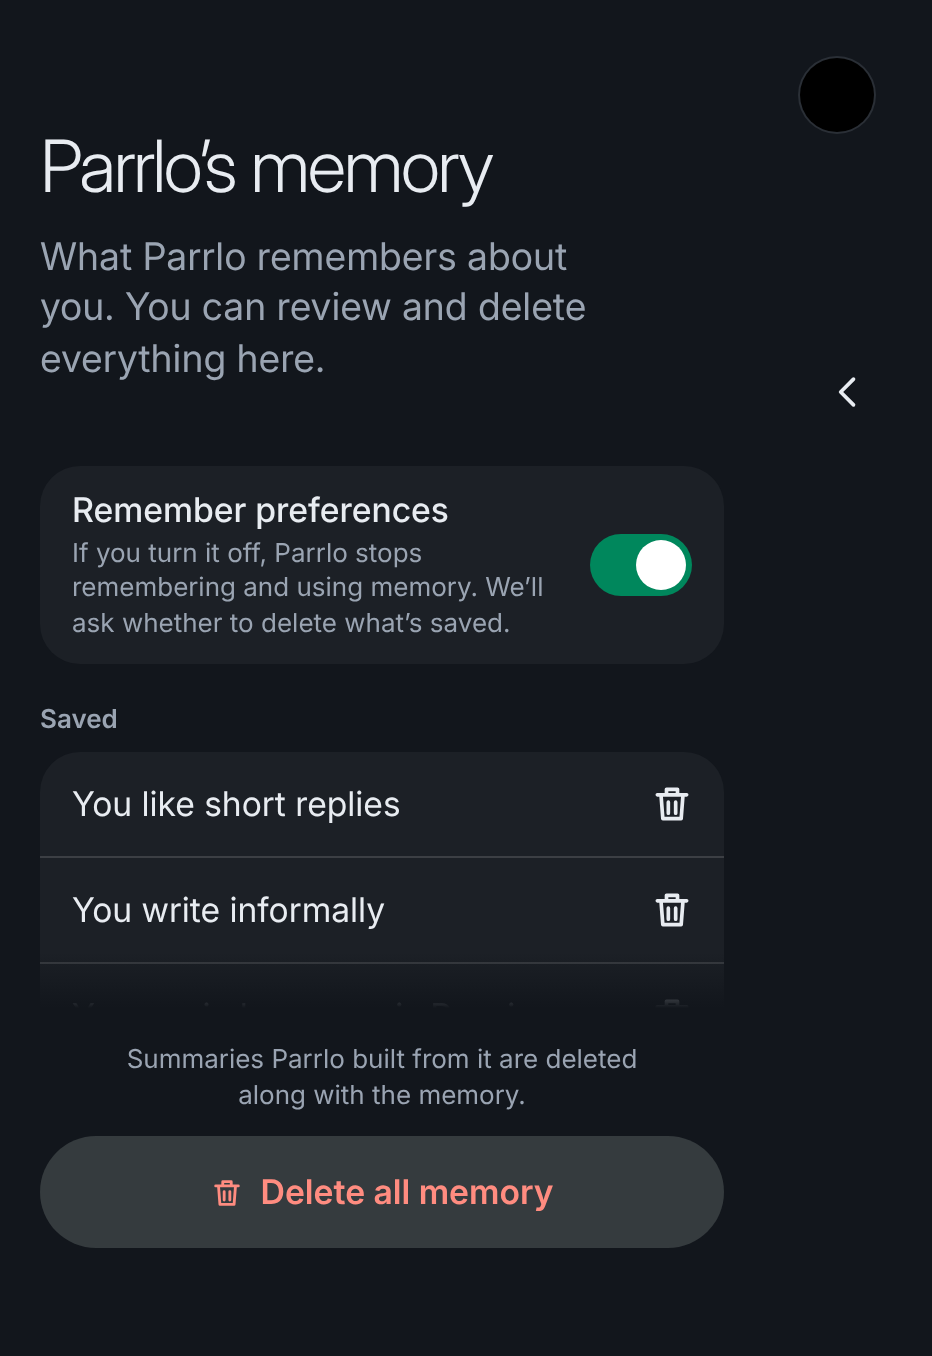 Parrlo’s memory
What Parrlo remembers about
you. You can review and delete
everything here.
Remember preferences
If you turn it off, Parrlo stops
remembering and using memory. We’ll
ask whether to delete what’s saved.
Saved
You like short replies
You write informally
Summaries Parrlo built from it are deleted
along with the memory.
Delete all memory